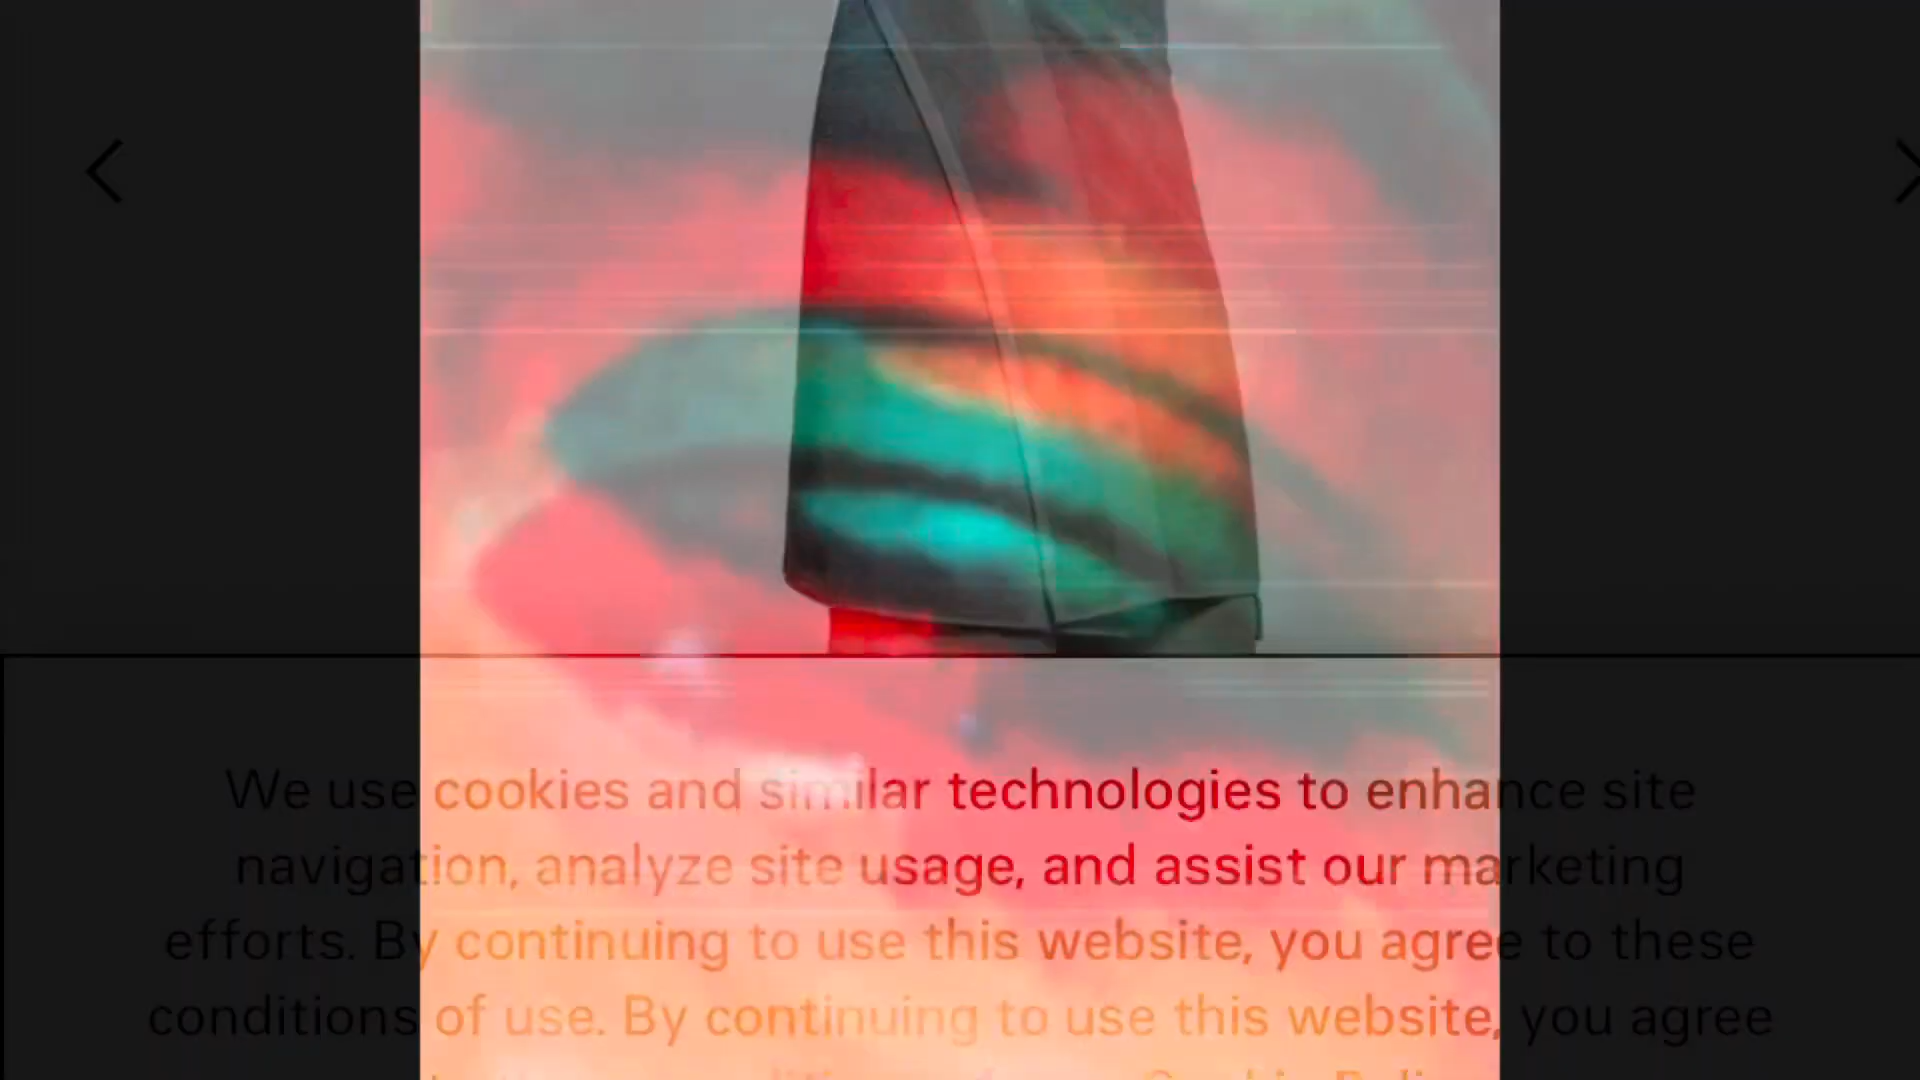 We use cookies and similar technologies to enhance site
navigation, analyze site usage, and assist our marketing
efforts. By continuing to use this website, you agree to these
conditions of use. By continuing to use this website, you agree